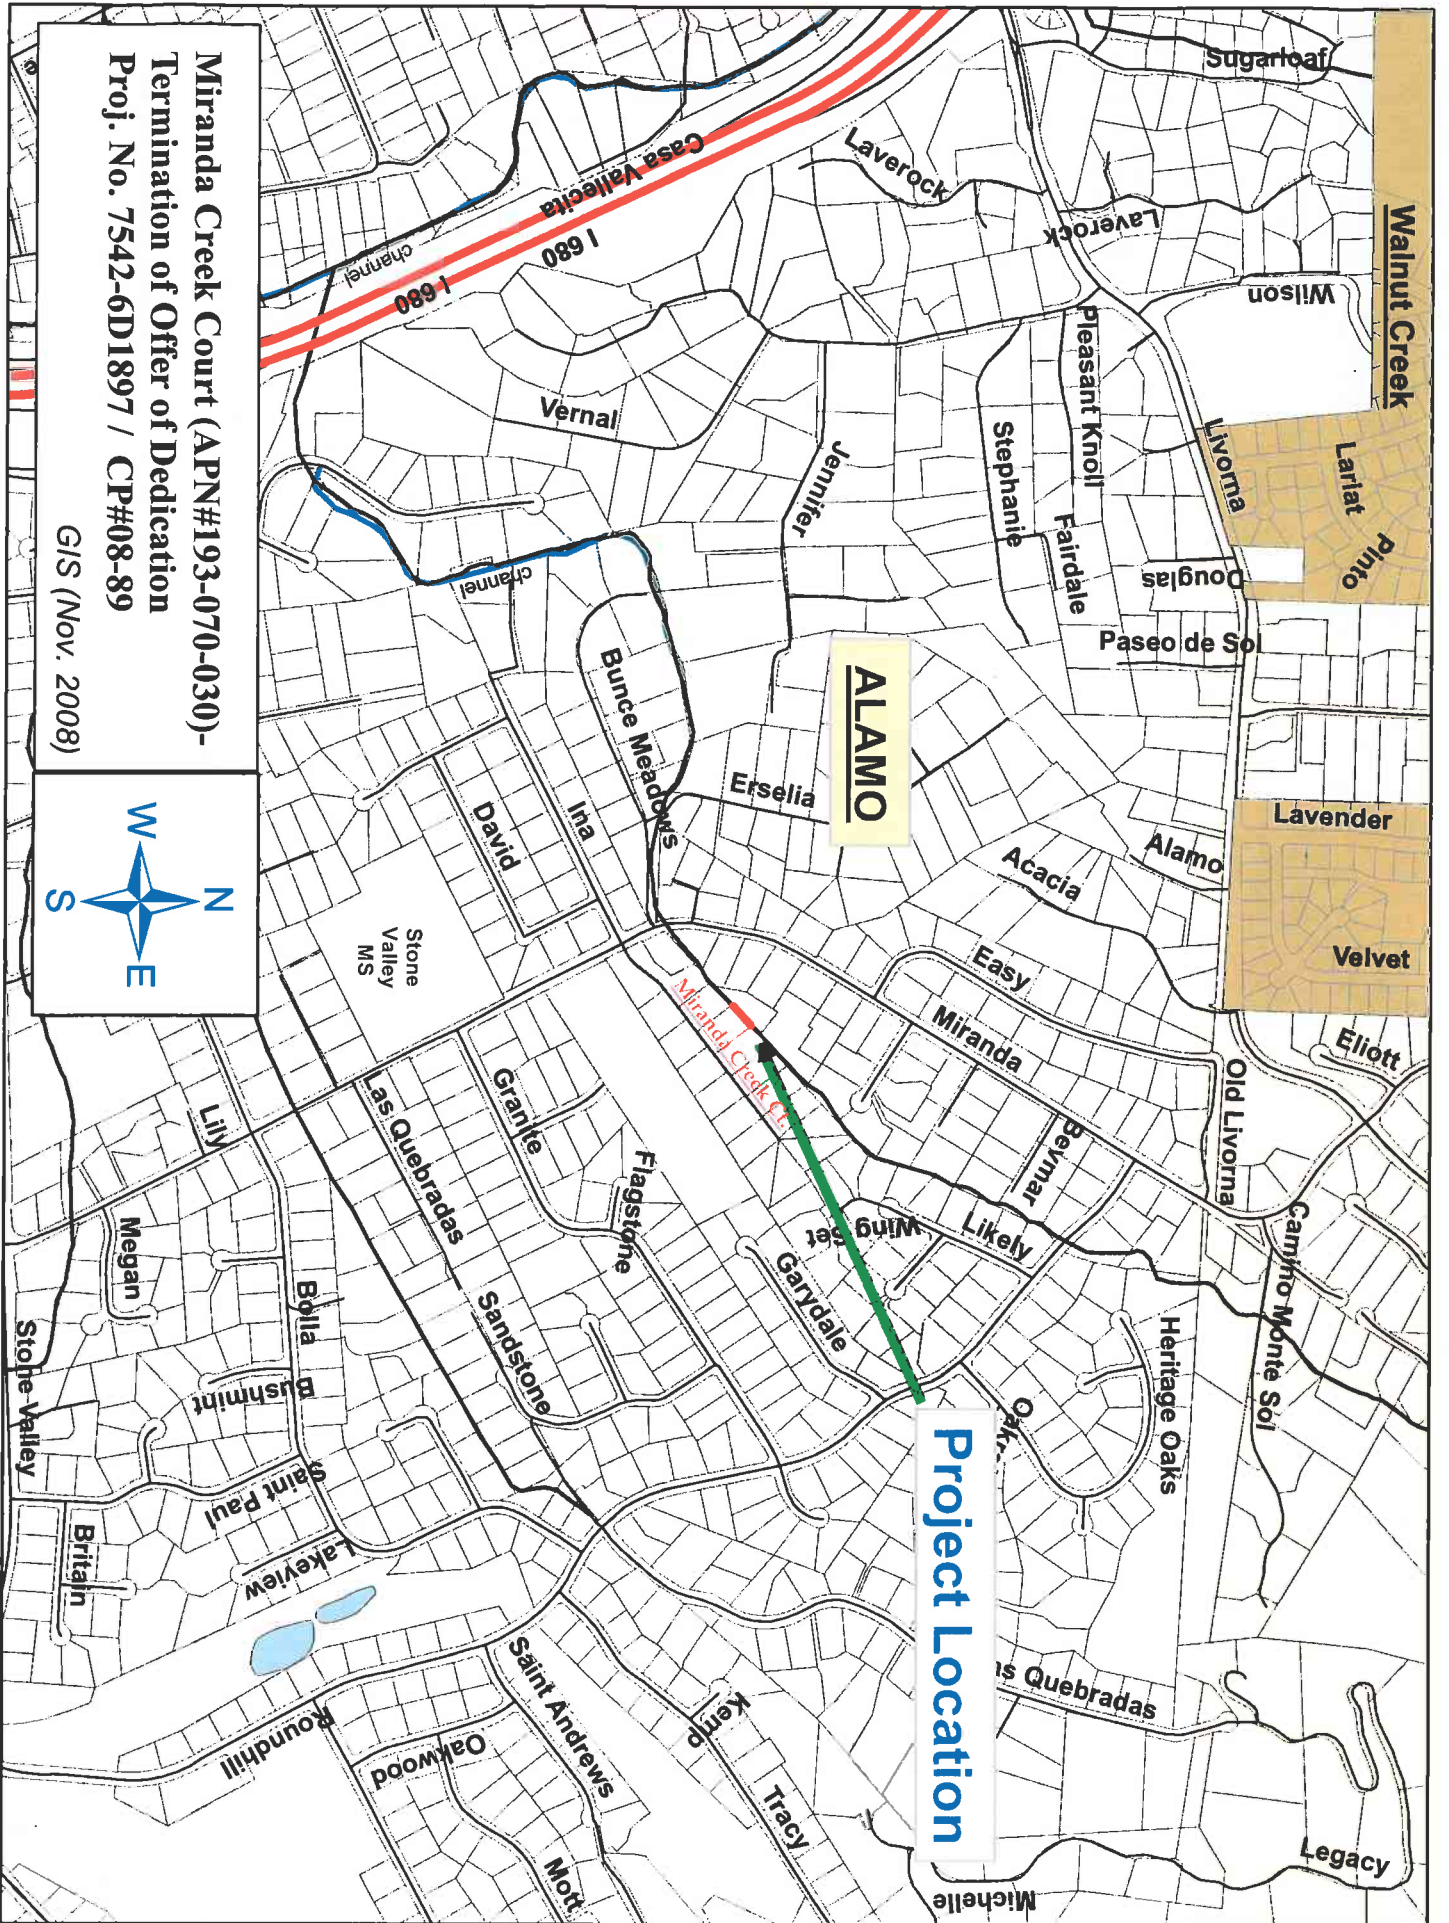 Walnut Creek
Sugarloaf
Laverock
Laverock
Wilson
Lariat
Pinto
Livorna
Douglas
Paseo de Sol
Pleasant Knoll
Fairdale
Stephanie
Jennifer
Vernal
Casa Vallecita
I 680
I 680
channel
channel
ALAMO
Lavender
Velvet
Alamo
Acacia
Easy
Miranda
Eliott
Old Livorna
Camino Monte Sol
Bevmar
Likely
Wing Set
Heritage Oaks
Garydale
Erselia
Bunce Meadows
Ina
David
Stone
Valley
MS
Miranda Creek Ct.
Granite
Flagstone
Las Quebradas
Sandstone
Lily
Megan
Bolla
Bushmint
Stone Valley
Saint Paul
Britain
Lakeview
Project Location
Quebradas
Legacy
Michelle
Kemp
Tracy
Saint Andrews
Oakwood
Mott
Roundhill
Miranda Creek Court (APN#193-070-030)-
Termination of Offer of Dedication
Proj. No. 7542-6D1897 / CP#08-89
GIS (Nov. 2008)
N
W
E
S